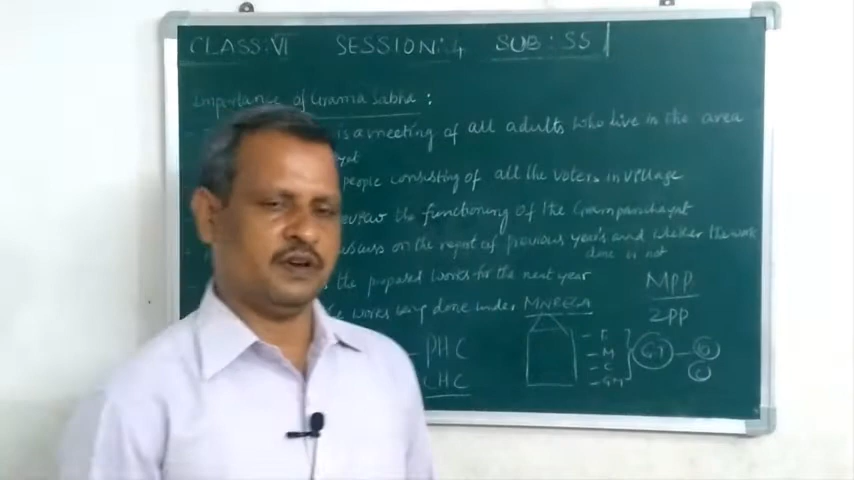 CLASS: VI SESSION: 4 SUB: SS
Importance of Grama Sabha :
is a meeting of all adults who live in the area
people consisting of all the voters in village
the functioning of the Grampanchayat
on the report of previous year's and whether the work
done or not
the proposed works for the next year
works being done under MNREGA
MPP
ZPP
- PHC
CHC
- F
- M
- C
- GM
GT